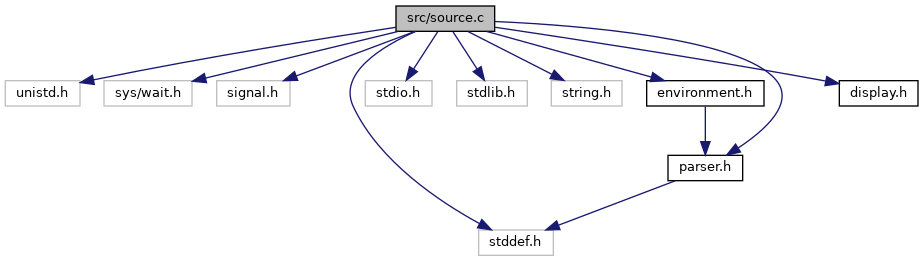 src/source.c
unistd.h
sys/wait.h
signal.h
stdio.h
stdlib.h
string.h
environment.h
display.h
parser.h
stddef.h